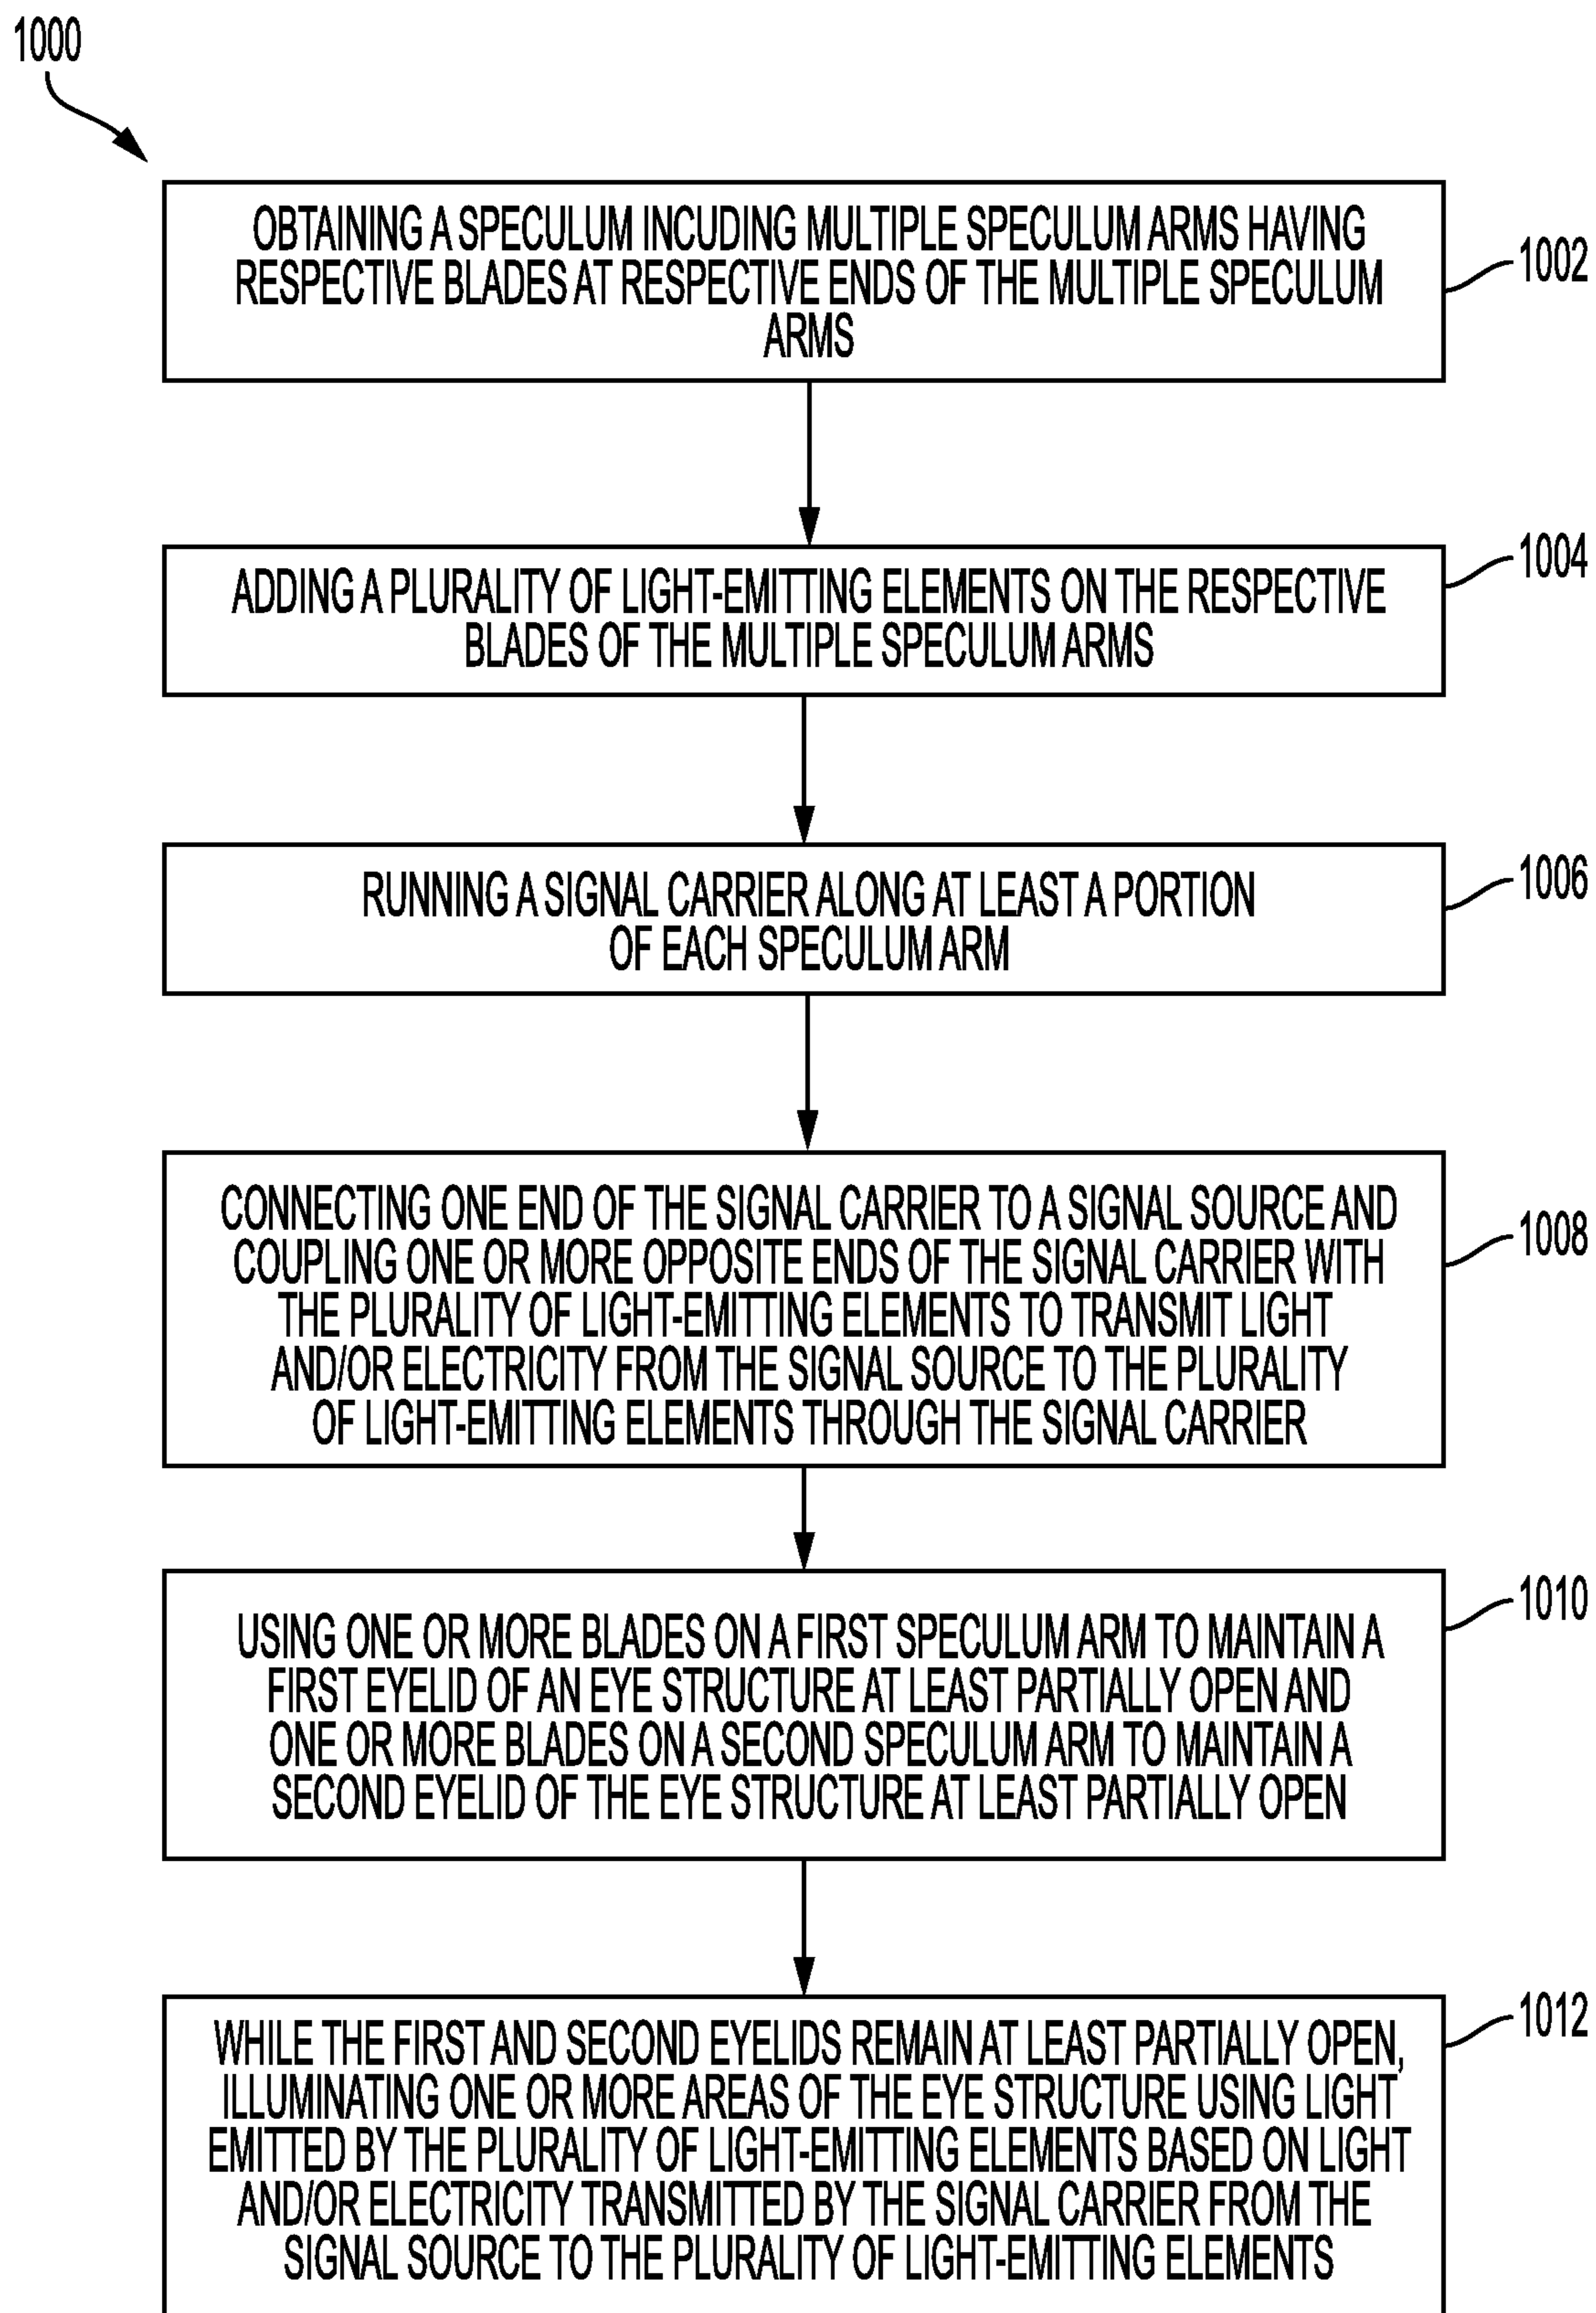 1000
OBTAINING A SPECULUM INCUDING MULTIPLE SPECULUM ARMS HAVING
RESPECTIVE BLADES AT RESPECTIVE ENDS OF THE MULTIPLE SPECULUM
ARMS
1002
ADDING A PLURALITY OF LIGHT-EMITTING ELEMENTS ON THE RESPECTIVE
BLADES OF THE MULTIPLE SPECULUM ARMS
1004
RUNNING A SIGNAL CARRIER ALONG AT LEAST A PORTION
OF EACH SPECULUM ARM
1006
CONNECTING ONE END OF THE SIGNAL CARRIER TO A SIGNAL SOURCE AND
COUPLING ONE OR MORE OPPOSITE ENDS OF THE SIGNAL CARRIER WITH
THE PLURALITY OF LIGHT-EMITTING ELEMENTS TO TRANSMIT LIGHT
AND/OR ELECTRICITY FROM THE SIGNAL SOURCE TO THE PLURALITY
OF LIGHT-EMITTING ELEMENTS THROUGH THE SIGNAL CARRIER
1008
USING ONE OR MORE BLADES ON A FIRST SPECULUM ARM TO MAINTAIN A
FIRST EYELID OF AN EYE STRUCTURE AT LEAST PARTIALLY OPEN AND
ONE OR MORE BLADES ON A SECOND SPECULUM ARM TO MAINTAIN A
SECOND EYELID OF THE EYE STRUCTURE AT LEAST PARTIALLY OPEN
1010
WHILE THE FIRST AND SECOND EYELIDS REMAIN AT LEAST PARTIALLY OPEN,
ILLUMINATING ONE OR MORE AREAS OF THE EYE STRUCTURE USING LIGHT
EMITTED BY THE PLURALITY OF LIGHT-EMITTING ELEMENTS BASED ON LIGHT
AND/OR ELECTRICITY TRANSMITTED BY THE SIGNAL CARRIER FROM THE
SIGNAL SOURCE TO THE PLURALITY OF LIGHT-EMITTING ELEMENTS
1012